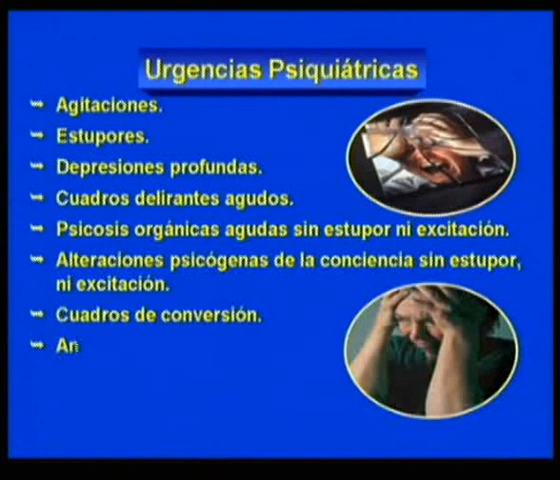 Urgencias Psiquiátricas
Agitaciones.
Estupores.
Depresiones profundas.
Cuadros delirantes agudos.
Psicosis orgánicas agudas sin estupor ni excitación.
Alteraciones psicógenas de la conciencia sin estupor,
ni excitación.
Cuadros de conversión.